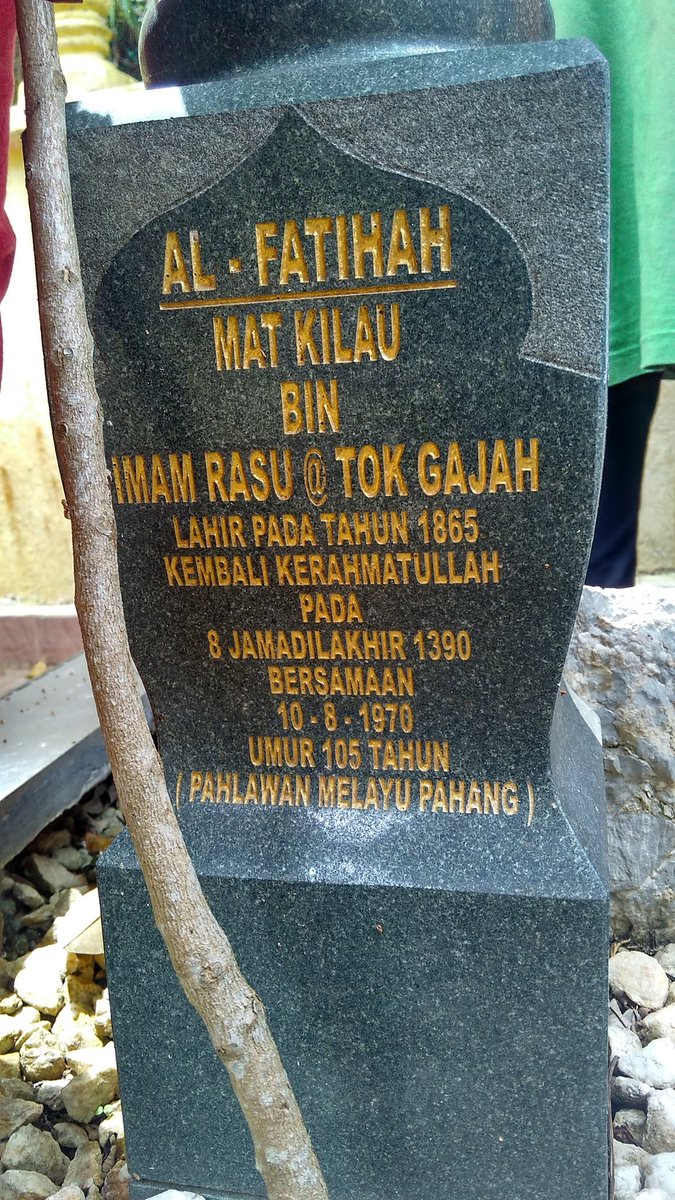 AL - FATIHAH
MAT KILAU
BIN
IMAM RASU @ TOK GAJAH
LAHIR PADA TAHUN 1865
KEMBALI KERAHMATULLAH
PADA
8 JAMADILAKHIR 1390
BERSAMAAN
10 - 8 - 1970
UMUR 105 TAHUN
( PAHLAWAN MELAYU PAHANG )